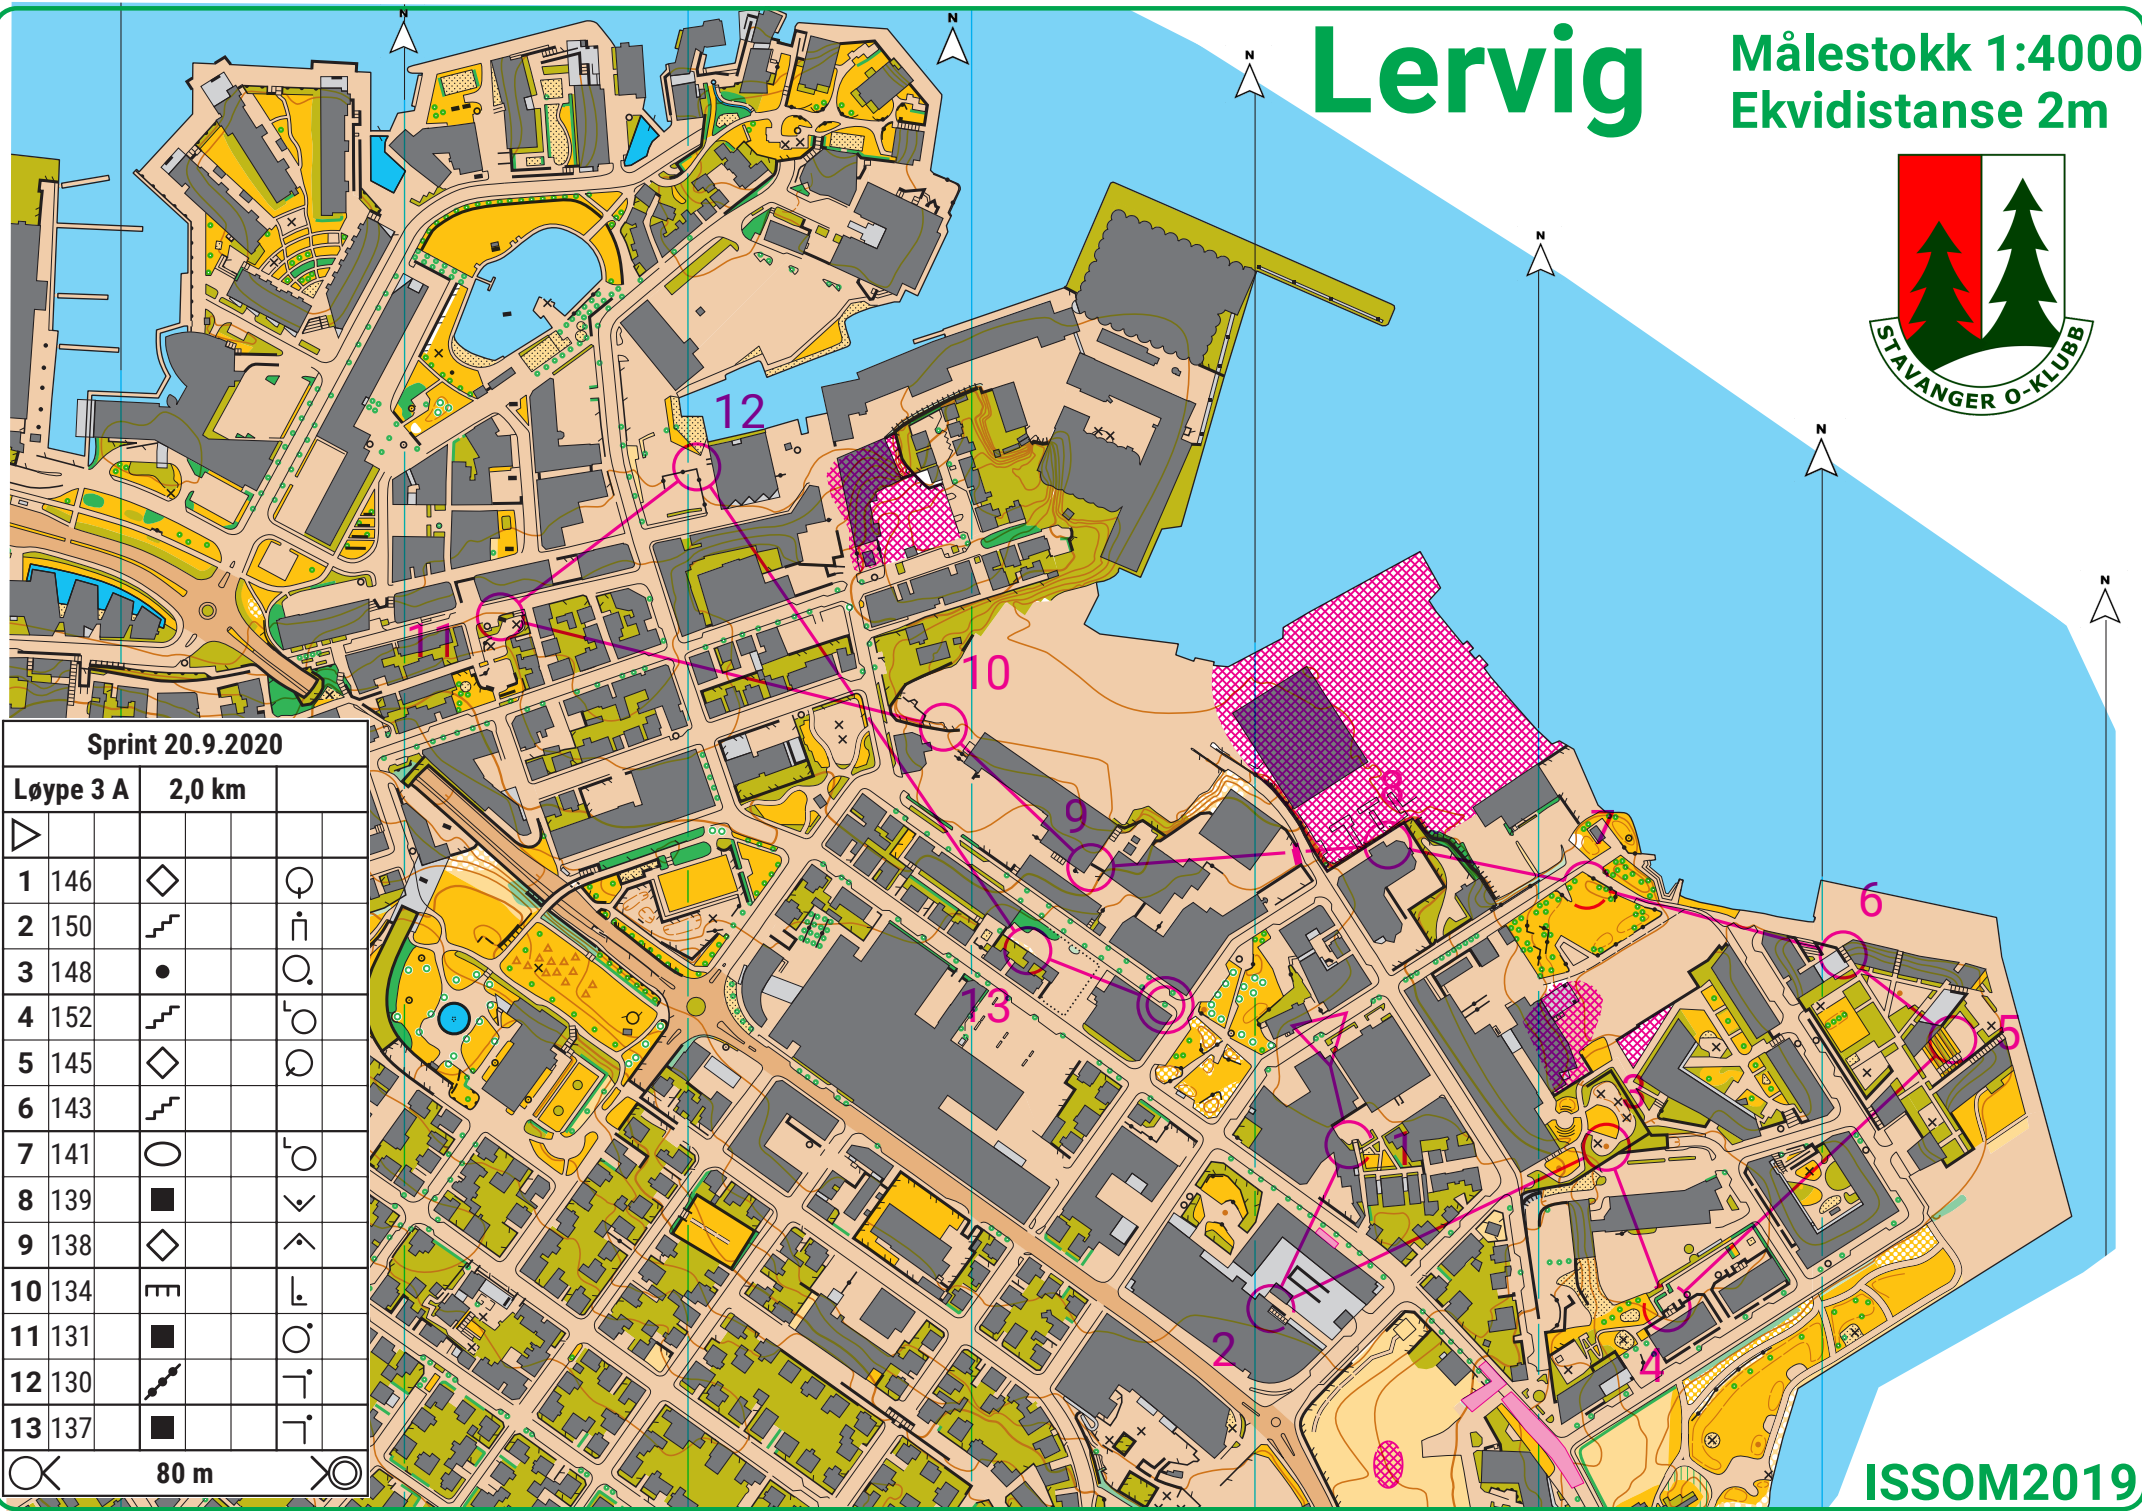 Lervig
Målestokk 1:4000
Ekvidistanse 2m
STAVANGER O-KLUBB
N
N
N
N
N
N
12
11
10
9
8
7
6
5
13
3
1
2
4
Sprint 20.9.2020
Løype 3 A 2,0 km
1 146
2 150
3 148
4 152
5 145
6 143
7 141
8 139
9 138
10 134
11 131
12 130
13 137
80 m
ISSOM2019